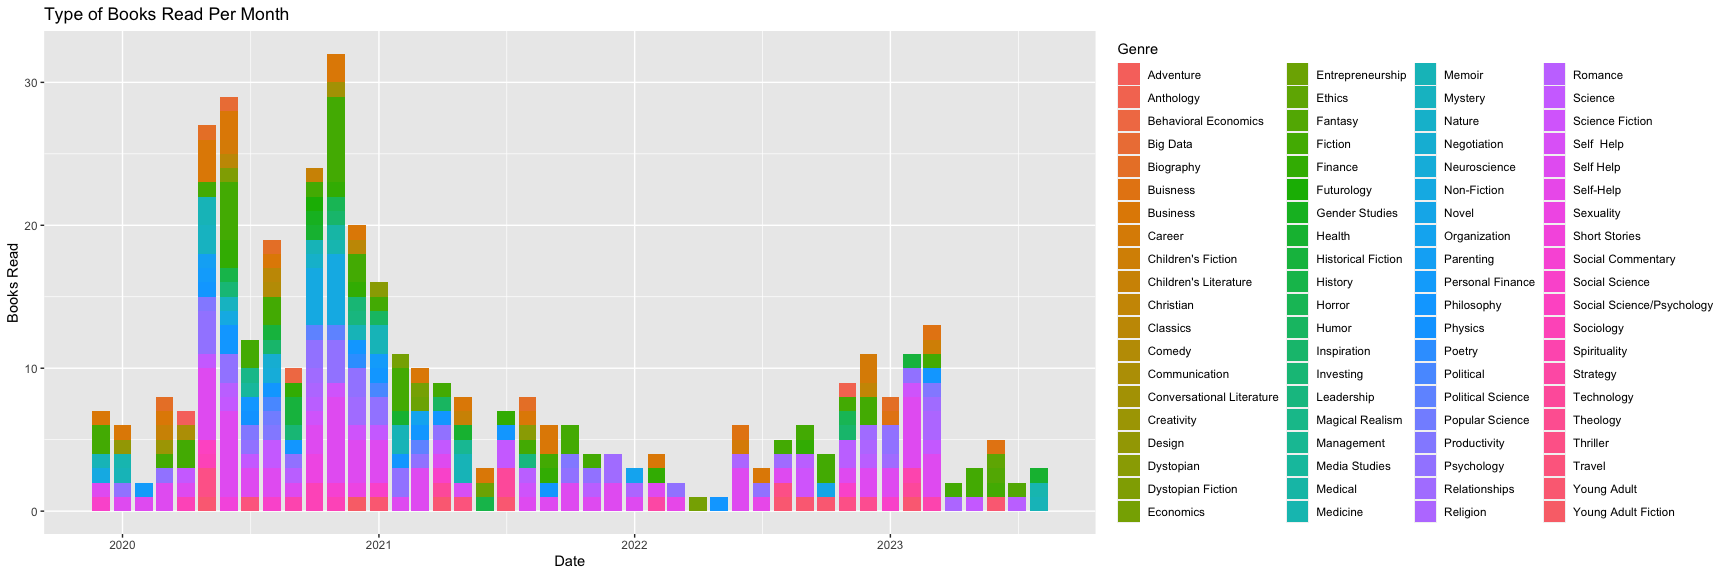 Type of Books Read Per Month
Books Read
30
20
10
0
2020
2021
2022
2023
Date
Genre
Adventure
Anthology
Behavioral Economics
Big Data
Biography
Buisness
Business
Career
Children's Fiction
Children's Literature
Christian
Classics
Comedy
Communication
Conversational Literature
Creativity
Design
Dystopian
Dystopian Fiction
Economics
Entrepreneurship
Ethics
Fantasy
Fiction
Finance
Futurology
Gender Studies
Health
Historical Fiction
History
Horror
Humor
Inspiration
Investing
Leadership
Magical Realism
Management
Media Studies
Medical
Medicine
Memoir
Mystery
Nature
Negotiation
Neuroscience
Non-Fiction
Novel
Organization
Parenting
Personal Finance
Philosophy
Physics
Poetry
Political
Political Science
Popular Science
Productivity
Psychology
Relationships
Religion
Romance
Science
Science Fiction
Self  Help
Self Help
Self-Help
Sexuality
Short Stories
Social Commentary
Social Science
Social Science/Psychology
Sociology
Spirituality
Strategy
Technology
Theology
Thriller
Travel
Young Adult
Young Adult Fiction